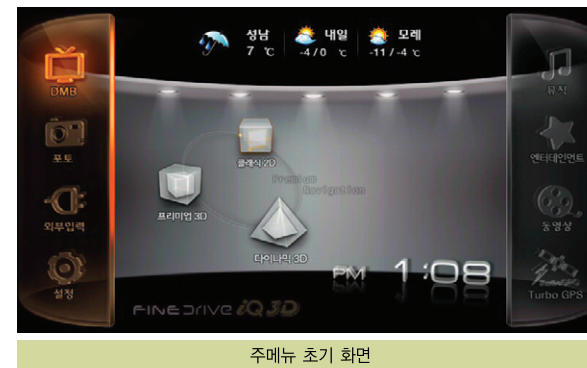 성남 내일 모레
7 ℃ -4/0 ℃ -11/-4 ℃
DMB
포토
외부입력
설정
클래식 2D
Premium
Navigation
프리미엄 3D
다이나믹 3D
PM 1:08
FINEDRIVE iQ 3D
뮤직
엔터테인먼트
동영상
Turbo GPS
주메뉴 초기 화면